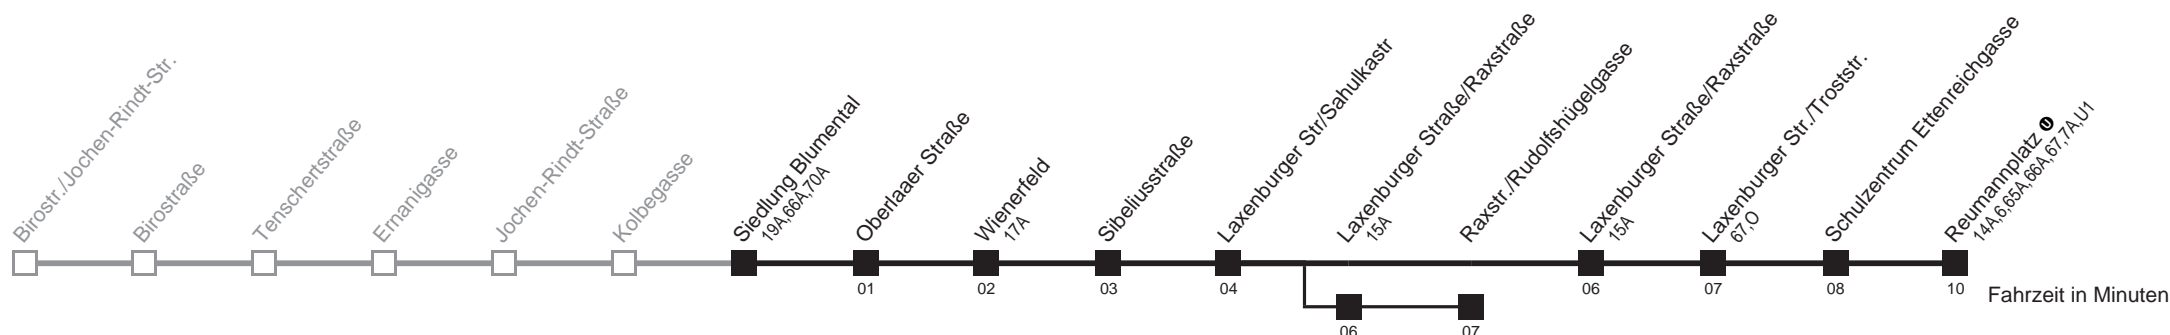 Birostr./Jochen-Rindt-Str.
Birostraße
Tenschertstraße
Ernanigasse
Jochen-Rindt-Straße
Kolbegasse
Siedlung Blumental
19A,66A,70A
Oberlaaer Straße
01
Wienerfeld
17A
02
Sibeliusstraße
03
Laxenburger Str/Sahulkastr
04
Laxenburger Straße/Raxstraße
15A
06
Raxstr./Rudolfshügelgasse
07
Laxenburger Straße/Raxstraße
15A
06
Laxenburger Str./Troststr.
67,O
07
Schulzentrum Ettenreichgasse
08
Reumannplatz U
14A,6,65A,66A,67,7A,U1
10
Fahrzeit in Minuten